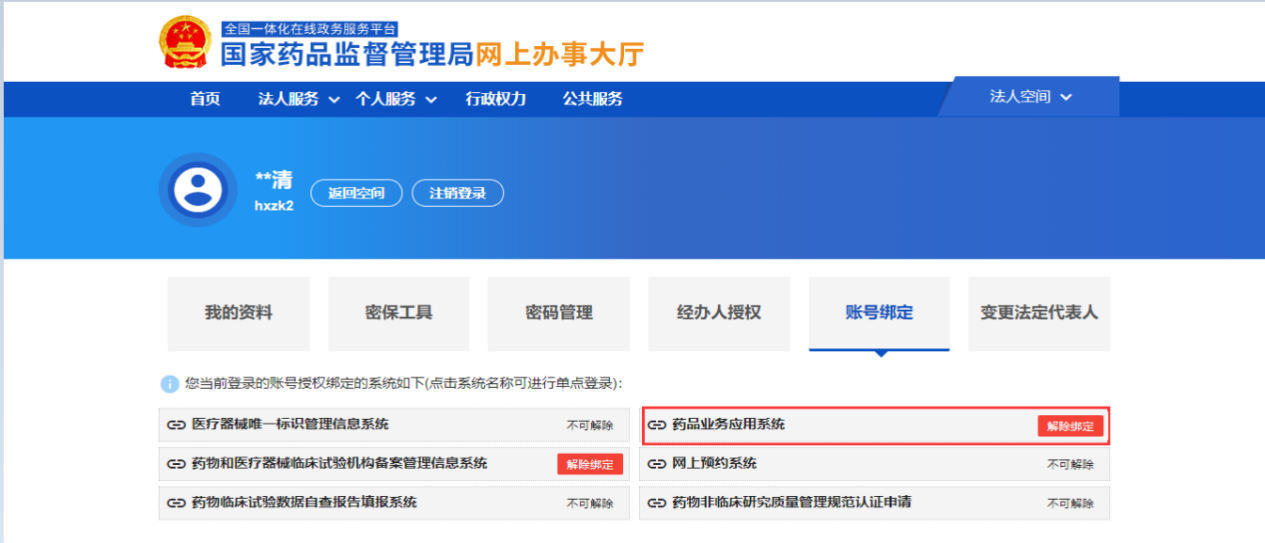 全国一体化在线政务服务平台
国家药品监督管理局网上办事大厅
首页 法人服务 个人服务 行政权力 公共服务 法人空间
**清
hxzk2
返回空间 注销登录
我的资料 密保工具 密码管理 经办人授权 账号绑定 变更法定代表人
您当前登录的账号授权绑定的系统如下(点击系统名称可进行单点登录):
医疗器械唯一标识管理信息系统 不可解除 药品业务应用系统 解除绑定
药物和医疗器械临床试验机构备案管理信息系统 解除绑定 网上预约系统 不可解除
药物临床试验数据自查报告填报系统 不可解除 药物非临床研究质量管理规范认证申请 不可解除